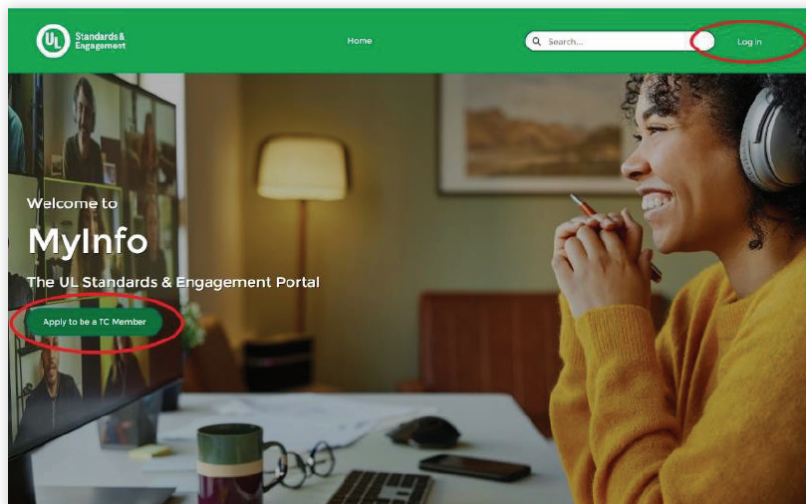 UL
Standards &
Engagement
Home
Search...
Log in
Welcome to
MyInfo
The UL Standards & Engagement Portal
Apply to be a TC Member